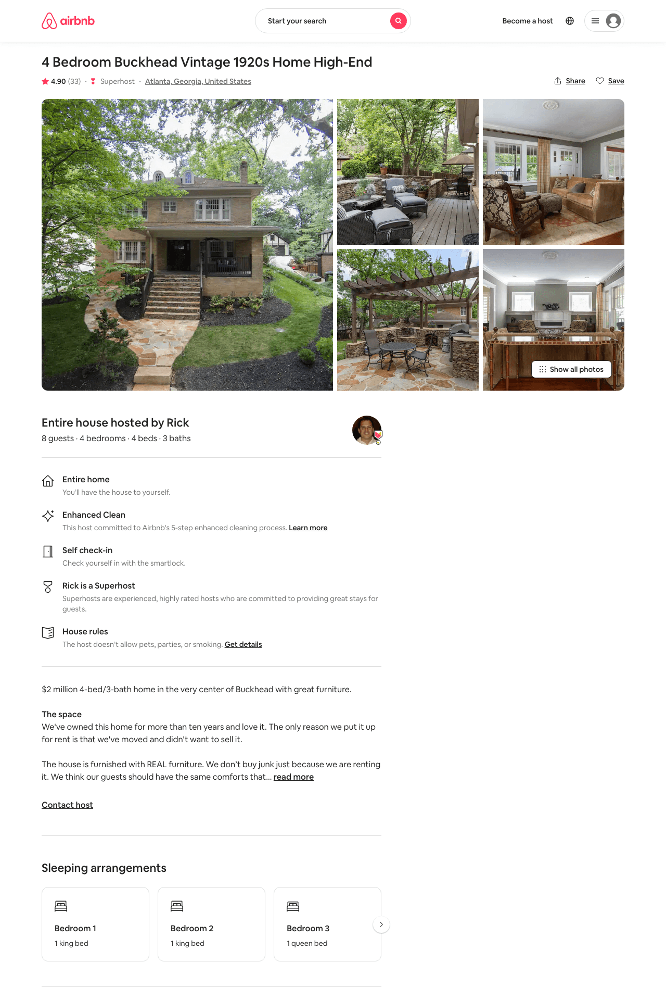 airbnb
Start your search
Become a host
4 Bedroom Buckhead Vintage 1920s Home High-End
4.90 (33) · Superhost · Atlanta, Georgia, United States
Share
Save
Show all photos
Entire house hosted by Rick
8 guests · 4 bedrooms · 4 beds · 3 baths
Entire home
You’ll have the house to yourself.
Enhanced Clean
This host committed to Airbnb's 5-step enhanced cleaning process. Learn more
Self check-in
Check yourself in with the smartlock.
Rick is a Superhost
Superhosts are experienced, highly rated hosts who are committed to providing great stays for
guests.
House rules
The host doesn’t allow pets, parties, or smoking. Get details
$2 million 4-bed/3-bath home in the very center of Buckhead with great furniture.
The space
We've owned this home for more than ten years and love it. The only reason we put it up
for rent is that we've moved and didn't want to sell it.
The house is furnished with REAL furniture. We don’t buy junk just because we are renting
it. We think our guests should have the same comforts that... read more
Contact host
Sleeping arrangements
Bedroom 1
1 king bed
Bedroom 2
1 king bed
Bedroom 3
1 queen bed